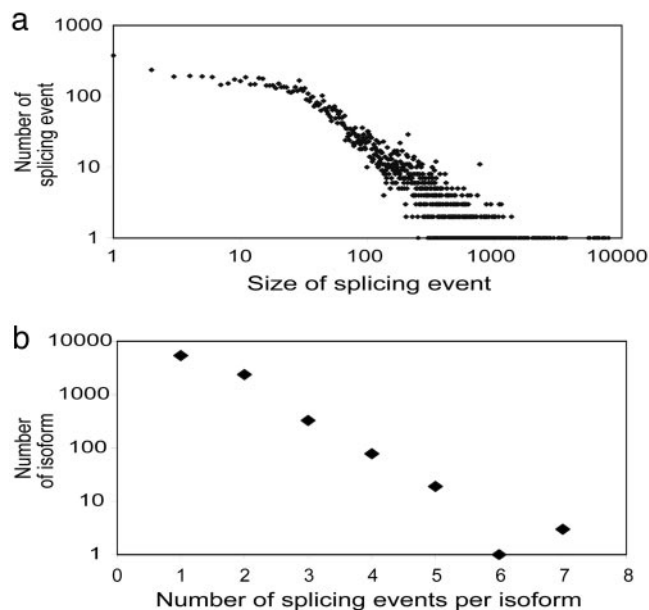 a
1000
100
10
1
Number of
splicing event
1 10 100 1000 10000
Size of splicing event
b
10000
1000
100
10
1
Number
of isoform
0 1 2 3 4 5 6 7 8
Number of splicing events per isoform